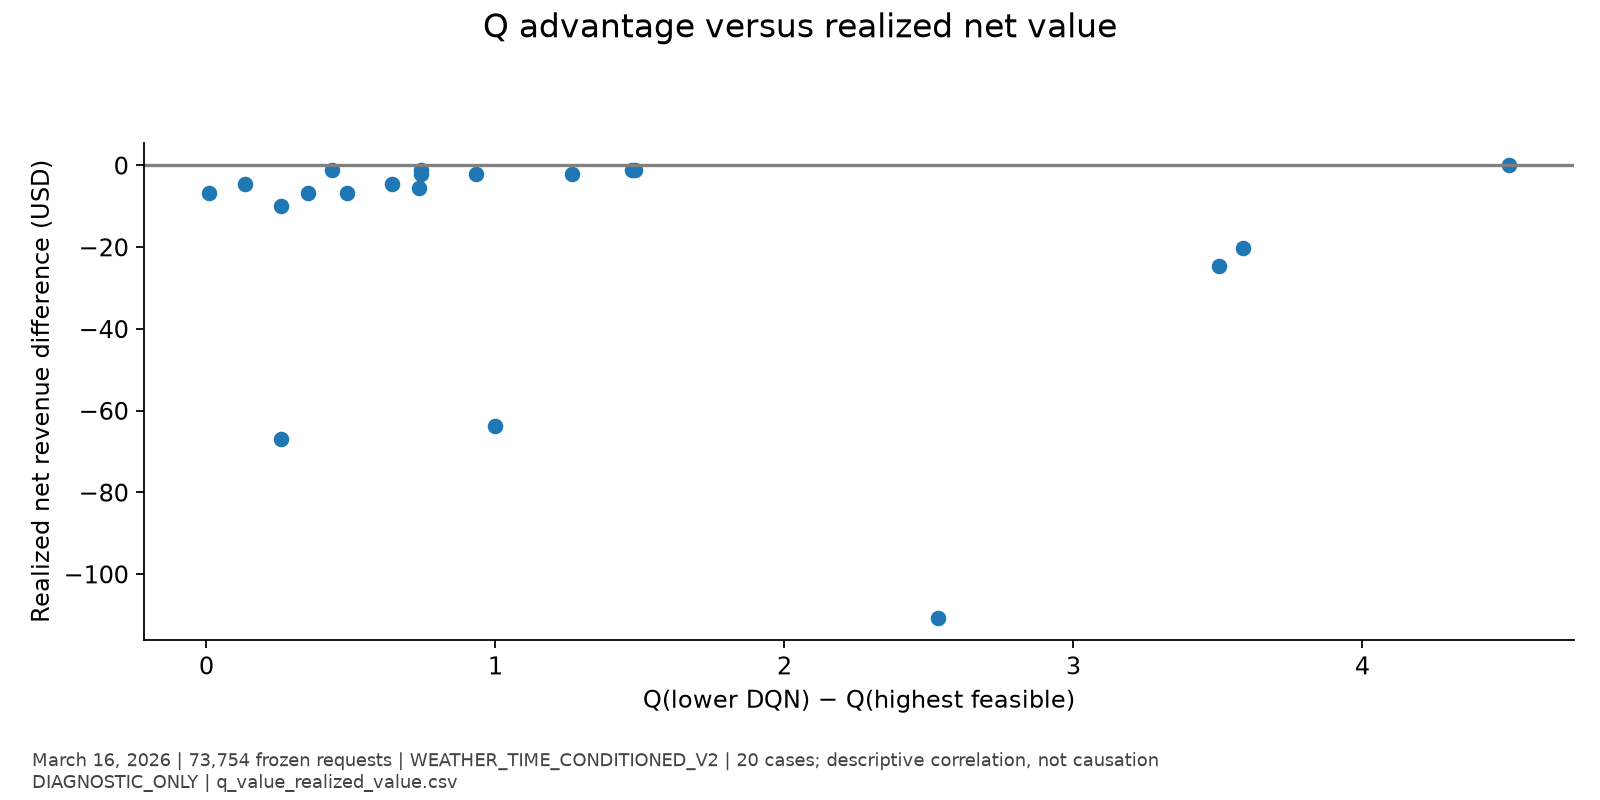 Q advantage versus realized net value
Realized net revenue difference (USD)
0
−20
−40
−60
−80
−100
0 1 2 3 4
Q(lower DQN) − Q(highest feasible)
March 16, 2026 | 73,754 frozen requests | WEATHER_TIME_CONDITIONED_V2 | 20 cases; descriptive correlation, not causation
DIAGNOSTIC_ONLY | q_value_realized_value.csv